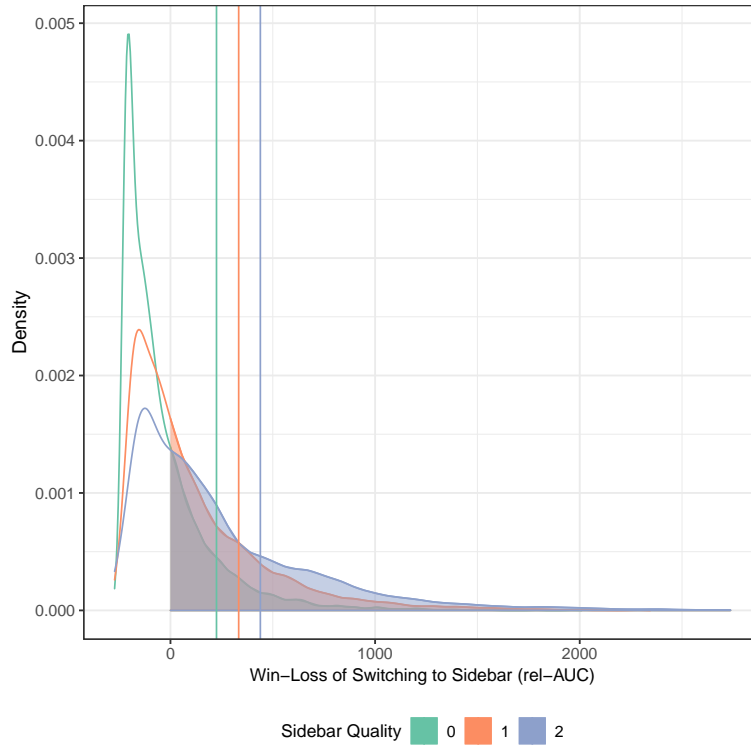 0.005
0.004
0.003
0.002
0.001
0.000
Density
0 1000 2000
Win−Loss of Switching to Sidebar (rel−AUC)
Sidebar Quality 0 1 2